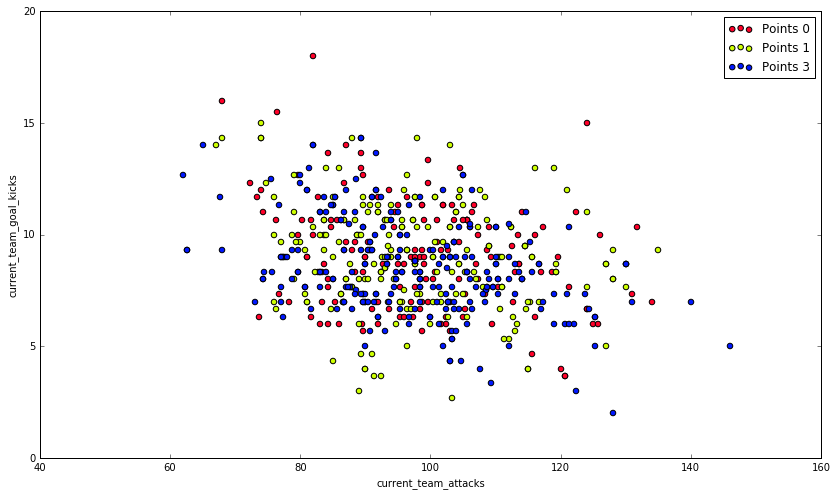 20
15
10
5
0
current_team_goal_kicks
Points 0
Points 1
Points 3
40 60 80 100 120 140 160
current_team_attacks